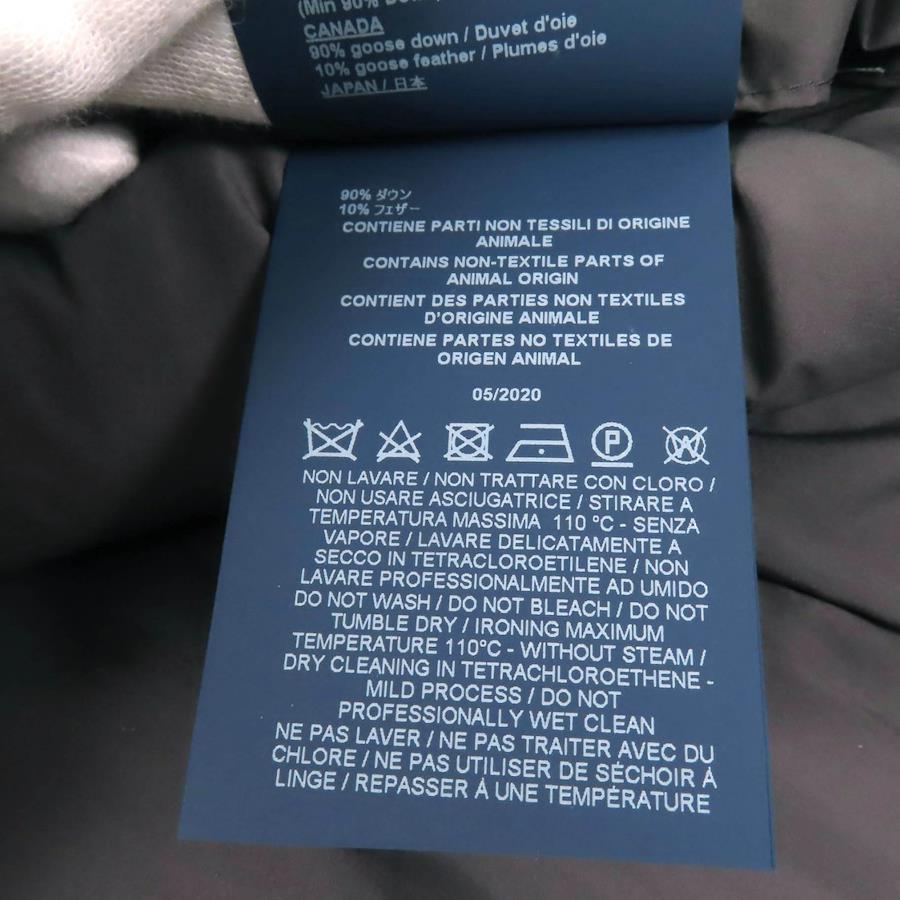 (Min 90%
CANADA
90% goose down / Duvet d'oie
10% goose feather / Plumes d'oie
JAPAN / 日本
90% ダウン
10% フェザー
CONTIENE PARTI NON TESSILI DI ORIGINE
ANIMALE
CONTAINS NON-TEXTILE PARTS OF
ANIMAL ORIGIN
CONTIENT DES PARTIES NON TEXTILES
D'ORIGINE ANIMALE
CONTIENE PARTES NO TEXTILES DE
ORIGEN ANIMAL
05/2020
P
W
NON LAVARE / NON TRATTARE CON CLORO /
NON USARE ASCIUGATRICE / STIRARE A
TEMPERATURA MASSIMA 110 °C - SENZA
VAPORE / LAVARE DELICATAMENTE A
SECCO IN TETRACLOROETILENE / NON
LAVARE PROFESSIONALMENTE AD UMIDO
DO NOT WASH / DO NOT BLEACH / DO NOT
TUMBLE DRY / IRONING MAXIMUM
TEMPERATURE 110°C - WITHOUT STEAM /
DRY CLEANING IN TETRACHLOROETHENE -
MILD PROCESS / DO NOT
PROFESSIONALLY WET CLEAN
NE PAS LAVER / NE PAS TRAITER AVEC DU
CHLORE / NE PAS UTILISER DE SÉCHOIR À
LINGE / REPASSER À UNE TEMPÉRATURE